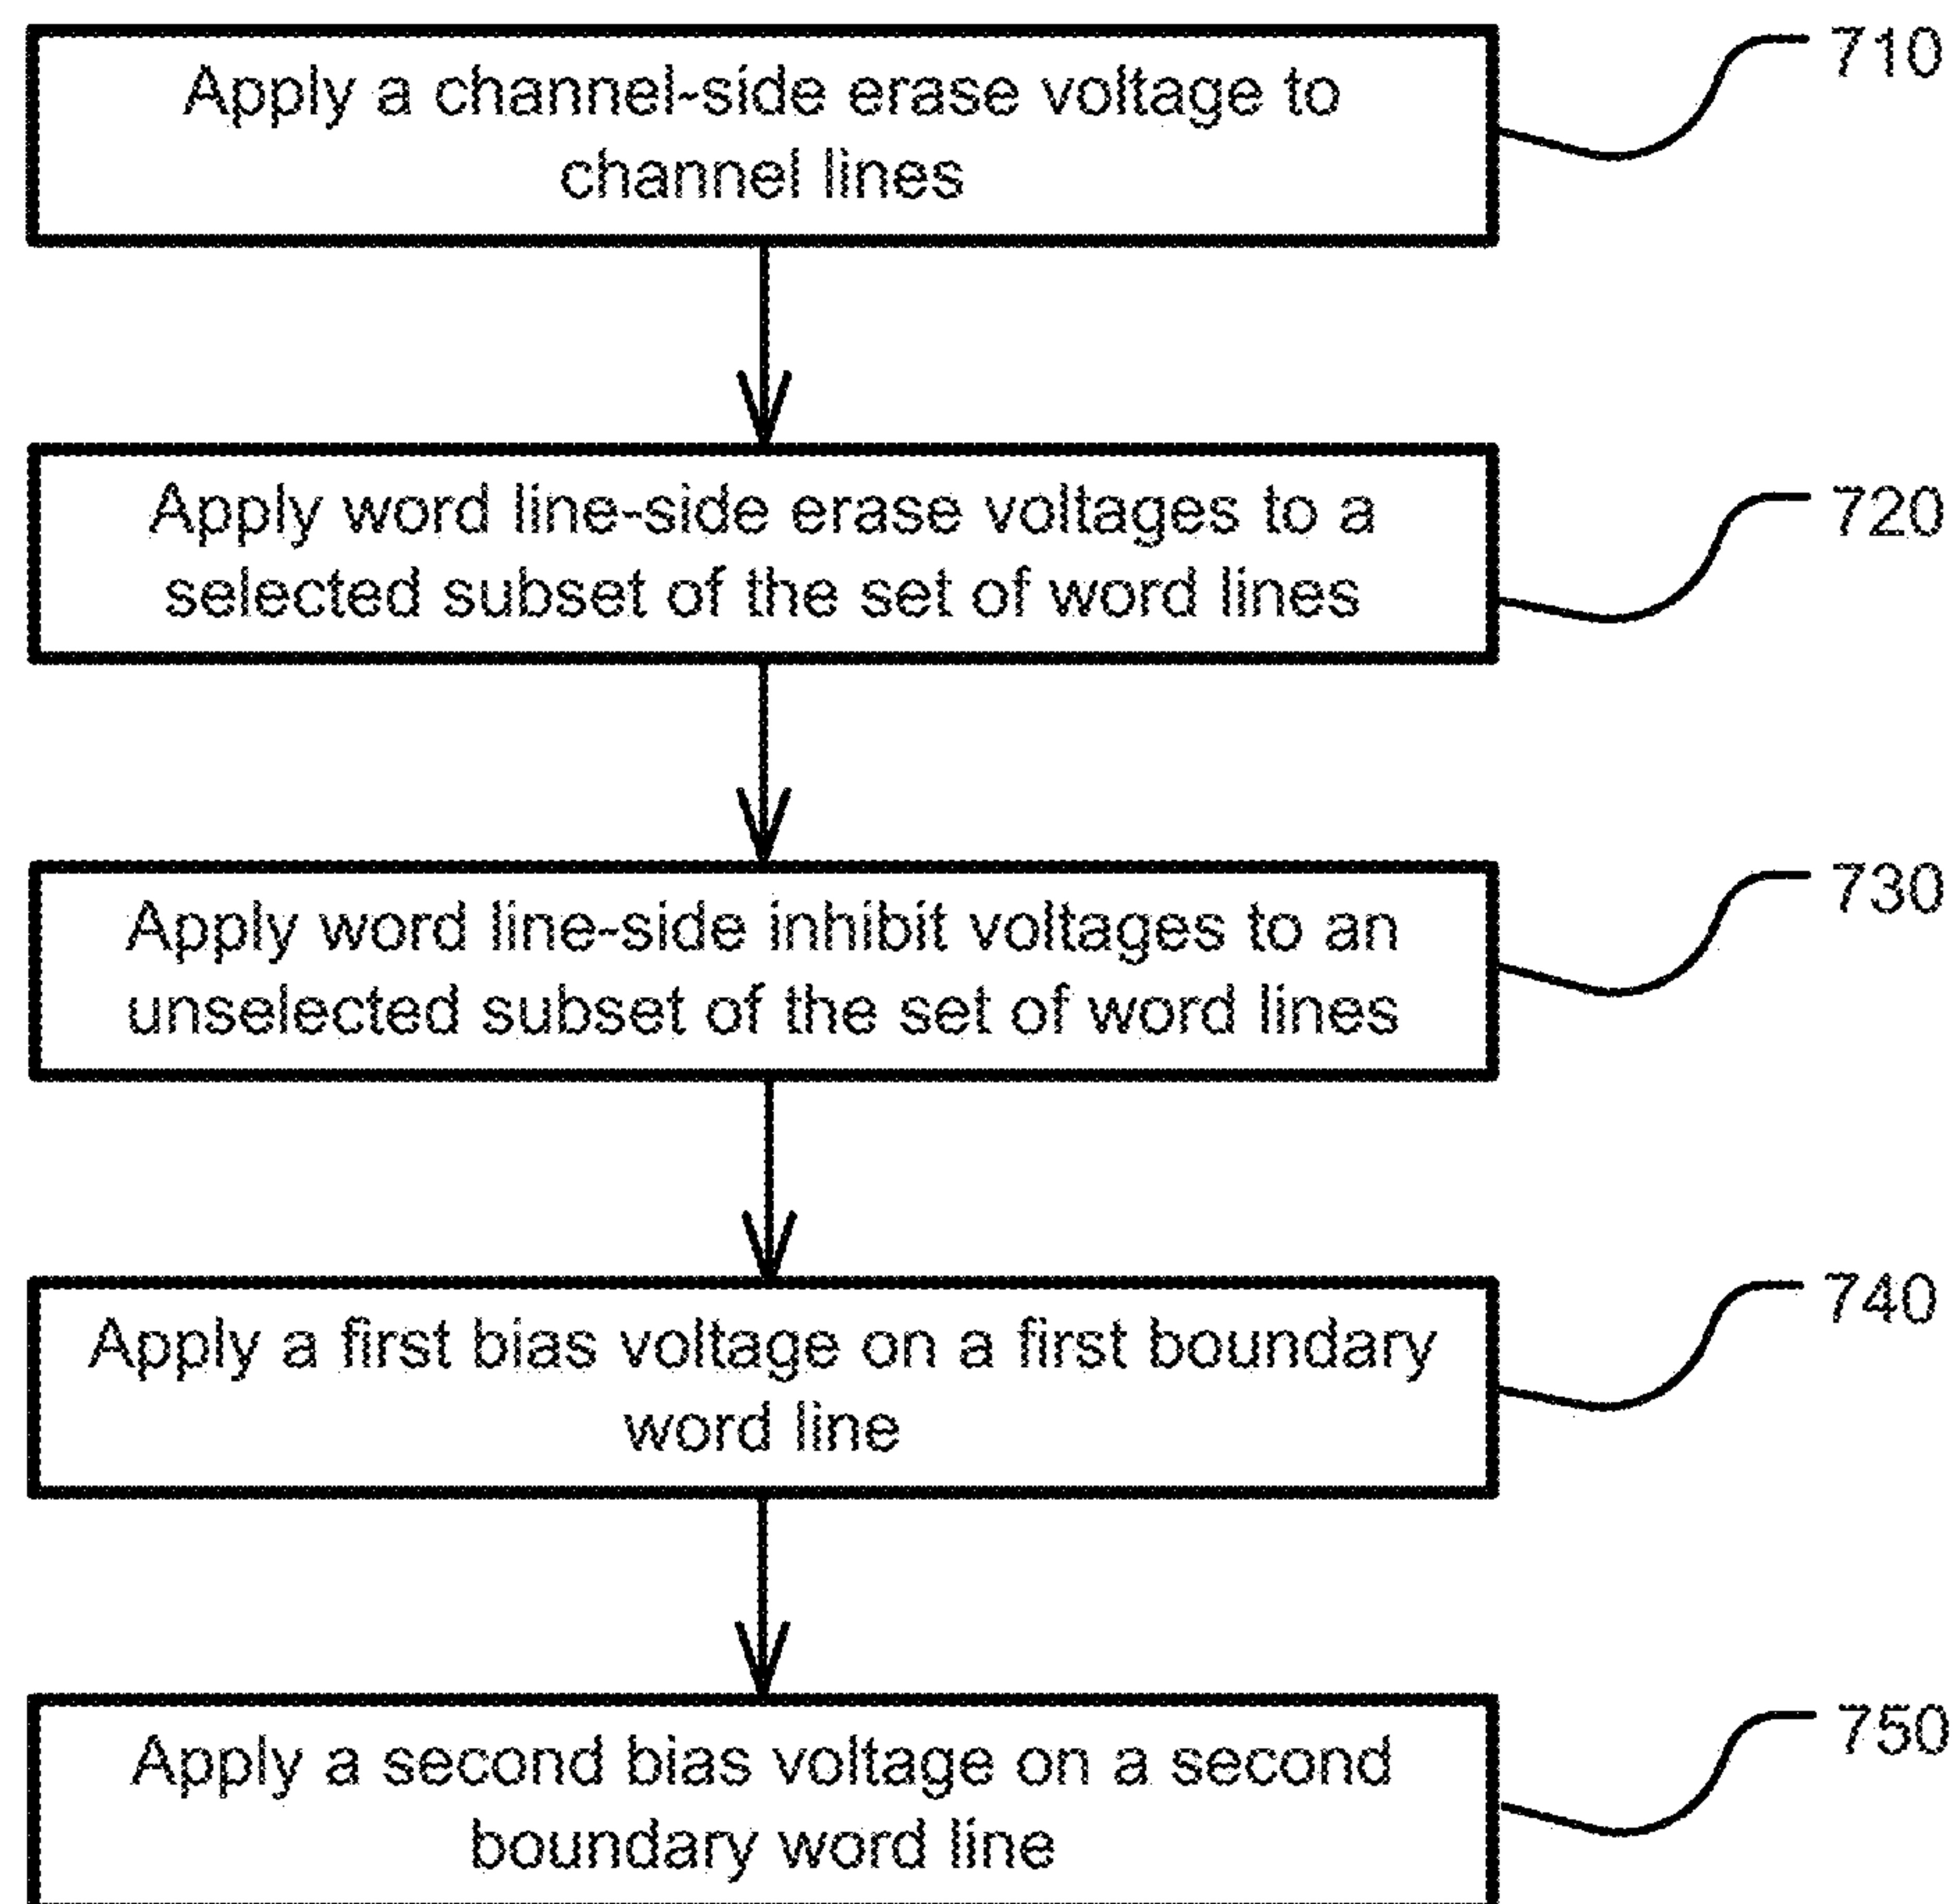 710
Apply a channel-side erase voltage to
channel lines
720
Apply word line-side erase voltages to a
selected subset of the set of word lines
730
Apply word line-side inhibit voltages to an
unselected subset of the set of word lines
740
Apply a first bias voltage on a first boundary
word line
750
Apply a second bias voltage on a second
boundary word line